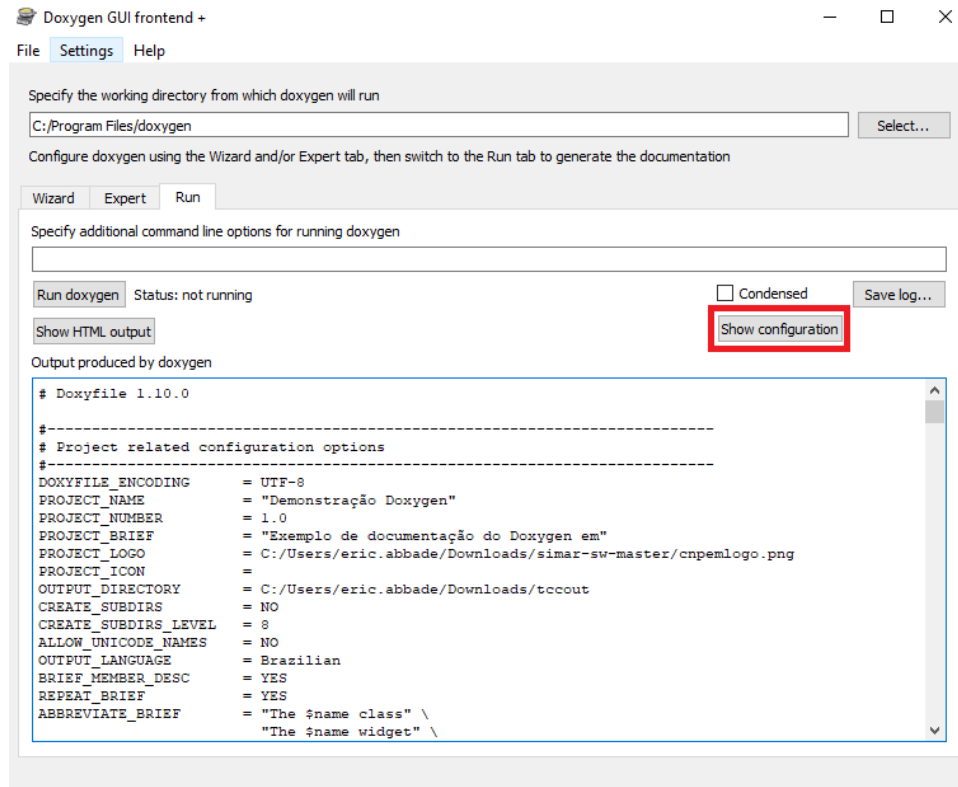 Doxygen GUI frontend +
File Settings Help
Specify the working directory from which doxygen will run
C:/Program Files/doxygen
Select...
Configure doxygen using the Wizard and/or Expert tab, then switch to the Run tab to generate the documentation
Wizard Expert Run
Specify additional command line options for running doxygen
Run doxygen Status: not running Condensed Save log...
Show HTML output Show configuration
Output produced by doxygen
# Doxyfile 1.10.0
#---------------------------------------------------------------------------
# Project related configuration options
#---------------------------------------------------------------------------
DOXYFILE_ENCODING = UTF-8
PROJECT_NAME = "Demonstração Doxygen"
PROJECT_NUMBER = 1.0
PROJECT_BRIEF = "Exemplo de documentação do Doxygen em"
PROJECT_LOGO = C:/Users/eric.abbade/Downloads/simar-sw-master/cnpemlogo.png
PROJECT_ICON =
OUTPUT_DIRECTORY = C:/Users/eric.abbade/Downloads/tccout
CREATE_SUBDIRS = NO
CREATE_SUBDIRS_LEVEL = 8
ALLOW_UNICODE_NAMES = NO
OUTPUT_LANGUAGE = Brazilian
BRIEF_MEMBER_DESC = YES
REPEAT_BRIEF = YES
ABBREVIATE_BRIEF = "The $name class" \
"The $name widget" \